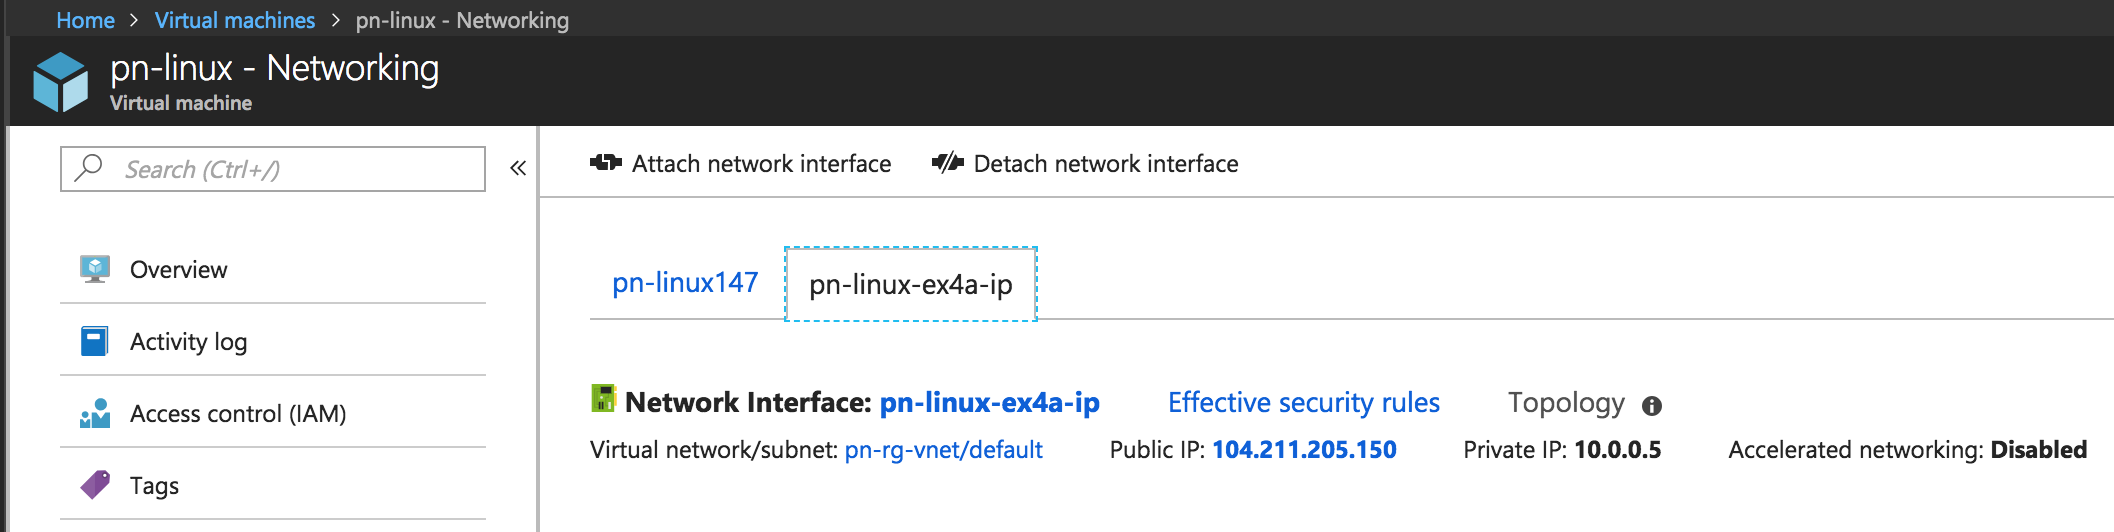 Home > Virtual machines > pn-linux - Networking
pn-linux - Networking
Virtual machine
Search (Ctrl+/)
«
Overview
Activity log
Access control (IAM)
Tags
Attach network interface Detach network interface
pn-linux147 pn-linux-ex4a-ip
Network Interface: pn-linux-ex4a-ip Effective security rules Topology
Virtual network/subnet: pn-rg-vnet/default Public IP: 104.211.205.150 Private IP: 10.0.0.5 Accelerated networking: Disabled